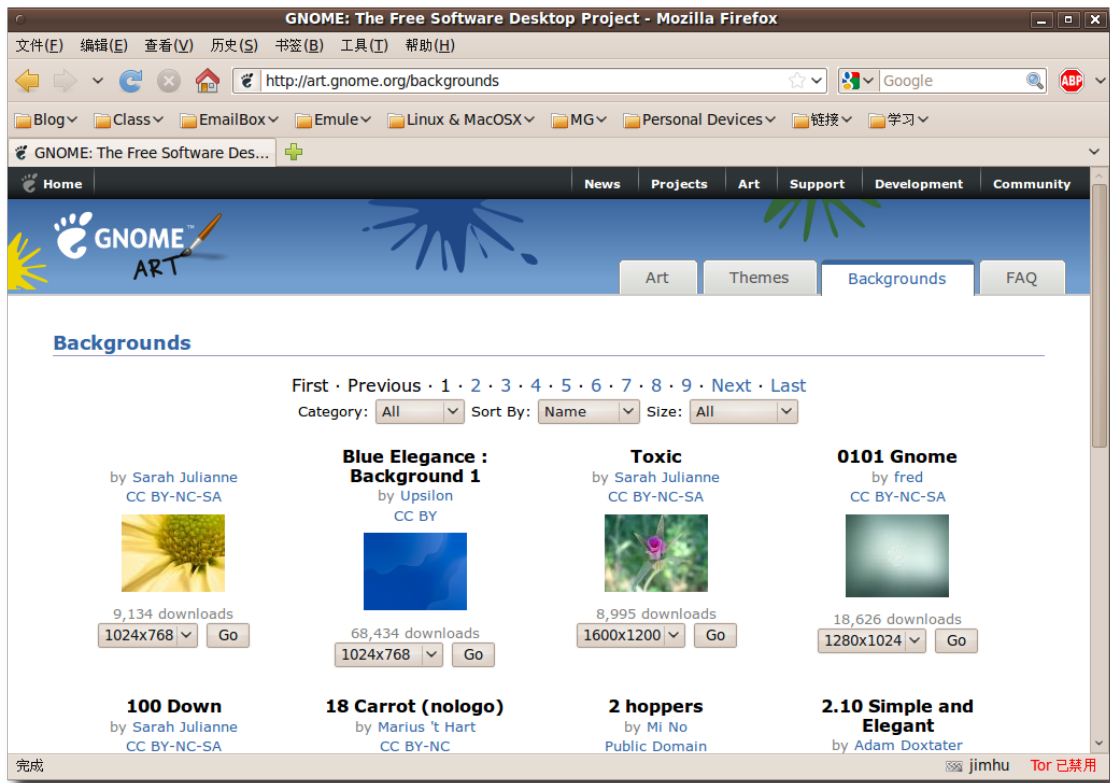 GNOME: The Free Software Desktop Project - Mozilla Firefox
文件(F) 编辑(E) 查看(V) 历史(S) 书签(B) 工具(T) 帮助(H)
http://art.gnome.org/backgrounds Google ABP
Blog Class EmailBox Emule Linux & MacOSX MG Personal Devices 链接 学习
GNOME: The Free Software Des...
Home News Projects Art Support Development Community
GNOME™
ART
Art Themes Backgrounds FAQ
Backgrounds
First · Previous · 1 · 2 · 3 · 4 · 5 · 6 · 7 · 8 · 9 · Next · Last
Category: All Sort By: Name Size: All
by Sarah Julianne
CC BY-NC-SA
9,134 downloads
1024x768 Go
Blue Elegance :
Background 1
by Upsilon
CC BY
68,434 downloads
1024x768 Go
Toxic
by Sarah Julianne
CC BY-NC-SA
8,995 downloads
1600x1200 Go
0101 Gnome
by fred
CC BY-NC-SA
18,626 downloads
1280x1024 Go
100 Down
by Sarah Julianne
CC BY-NC-SA
18 Carrot (nologo)
by Marius 't Hart
CC BY-NC
2 hoppers
by Mi No
Public Domain
2.10 Simple and
Elegant
by Adam Doxtater
完成 jimhu Tor 已禁用